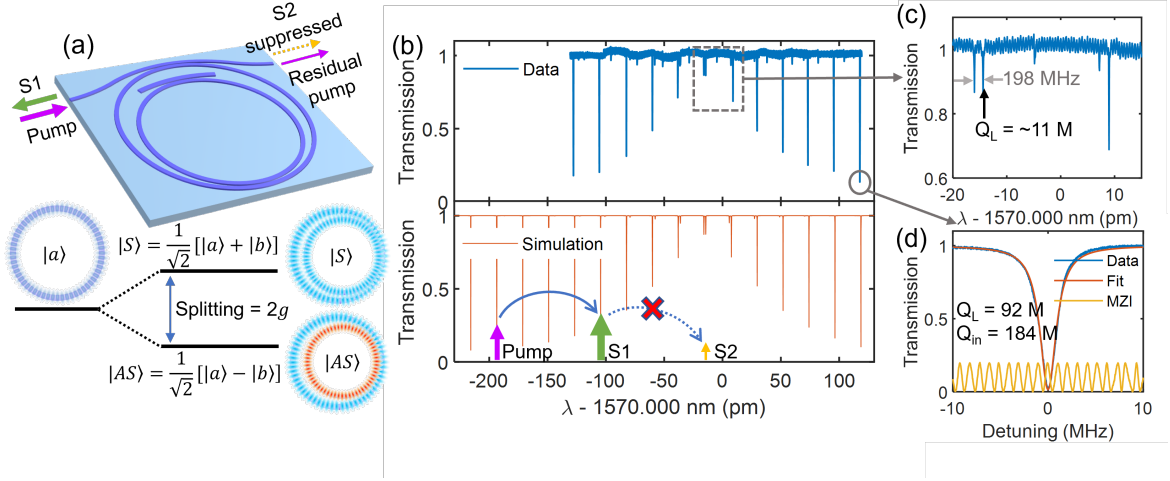 (a)
S2
suppressed
Residual
pump
S1
Pump
|a⟩
|S⟩ = 1/√2 [|a⟩ + |b⟩]
|S⟩
Splitting = 2g
|AS⟩ = 1/√2 [|a⟩ − |b⟩]
|AS⟩
(b)
Transmission
1
0.5
0
Data
Transmission
1
0.5
0
Simulation
Pump
S1
S2
-200 -150 -100 -50 0 50 100
λ - 1570.000 nm (pm)
(c)
Transmission
1
0.8
0.6
198 MHz
Q_L = ~11 M
-20 -10 0 10
λ - 1570.000 nm (pm)
(d)
Transmission
1
0.5
0
Data
Fit
MZI
Q_L = 92 M
Q_in = 184 M
-10 0 10
Detuning (MHz)